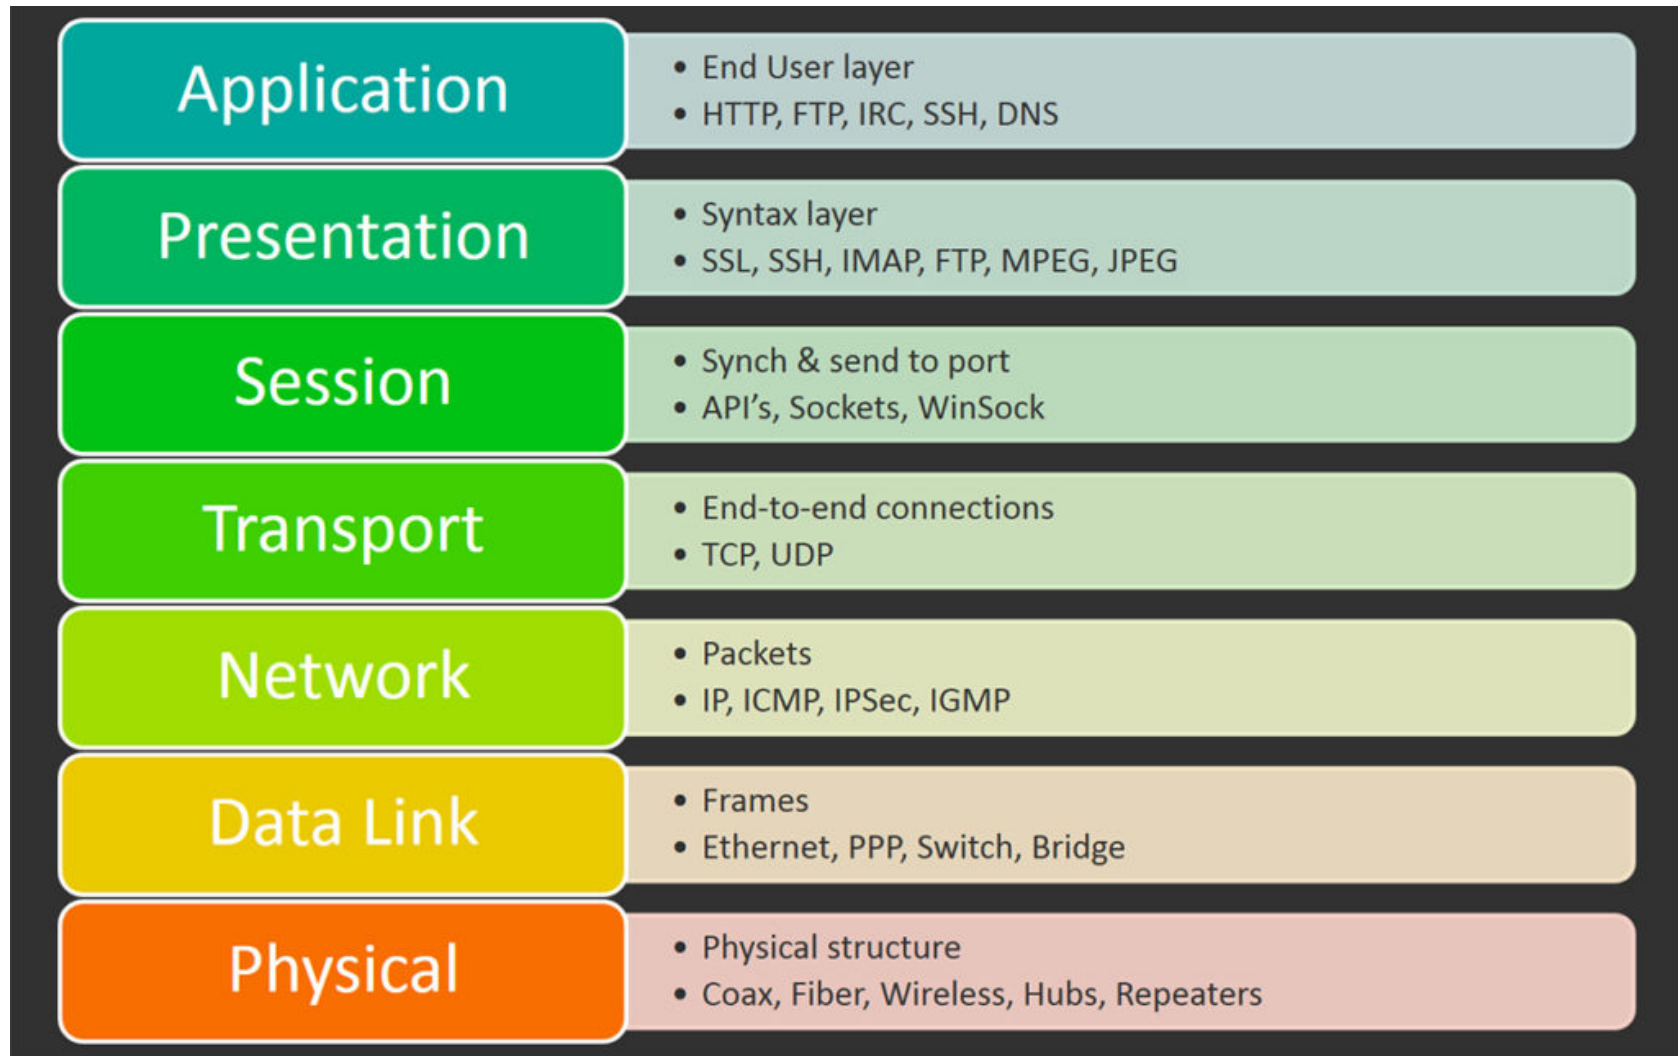 Application
• End User layer
• HTTP, FTP, IRC, SSH, DNS
Presentation
• Syntax layer
• SSL, SSH, IMAP, FTP, MPEG, JPEG
Session
• Synch & send to port
• API’s, Sockets, WinSock
Transport
• End-to-end connections
• TCP, UDP
Network
• Packets
• IP, ICMP, IPSec, IGMP
Data Link
• Frames
• Ethernet, PPP, Switch, Bridge
Physical
• Physical structure
• Coax, Fiber, Wireless, Hubs, Repeaters